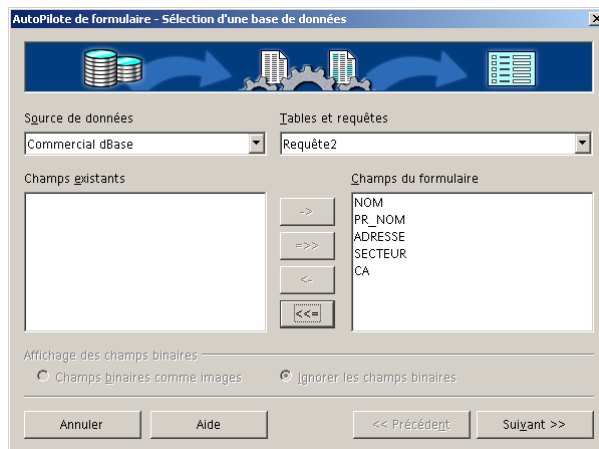 AutoPilote de formulaire - Sélection d'une base de données
Source de données
Tables et requêtes
Commercial dBase
Requête2
Champs existants
Champs du formulaire
->
=>>
<-
<<=
NOM
PR_NOM
ADRESSE
SECTEUR
CA
Affichage des champs binaires
Champs binaires comme images
Ignorer les champs binaires
Annuler
Aide
<< Précédent
Suivant >>